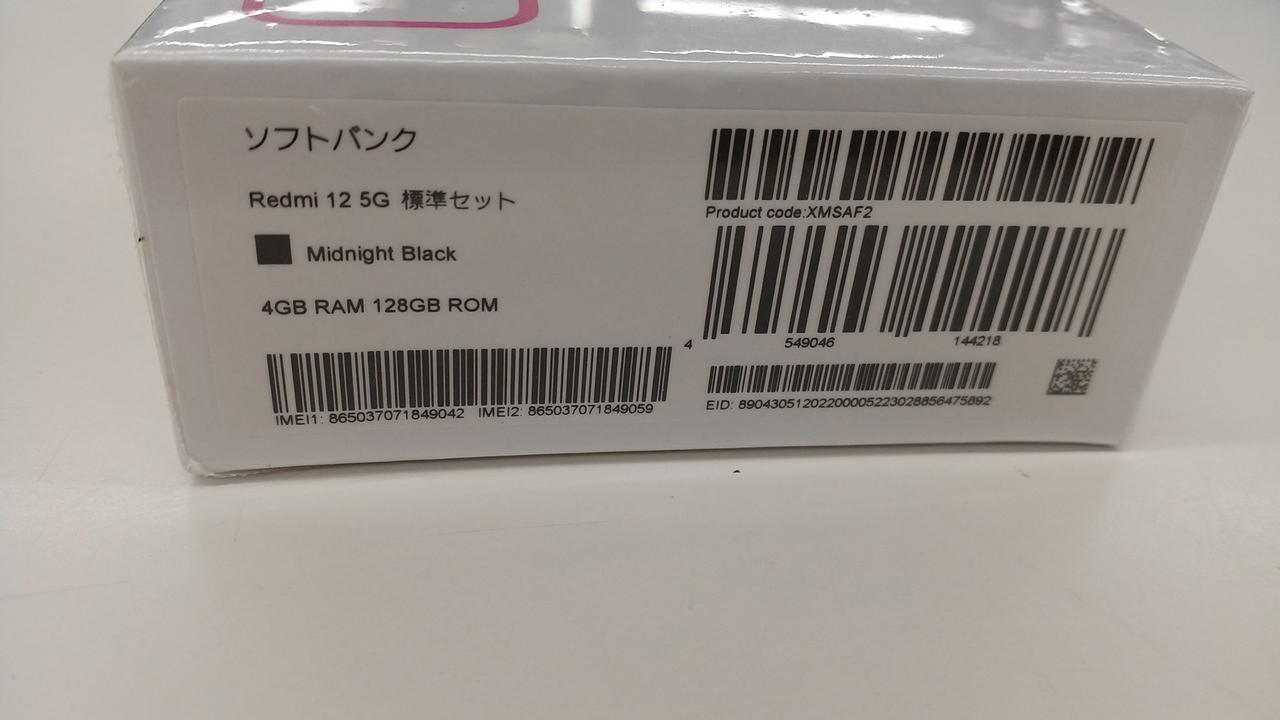 ソフトバンク
Redmi 12 5G 標準セット
Midnight Black
4GB RAM 128GB ROM
IMEI1: 865037071849042 IMEI2: 865037071849059
Product code:XMSAF2
4 549046 144218
EID: 89043051202200005223028856475892